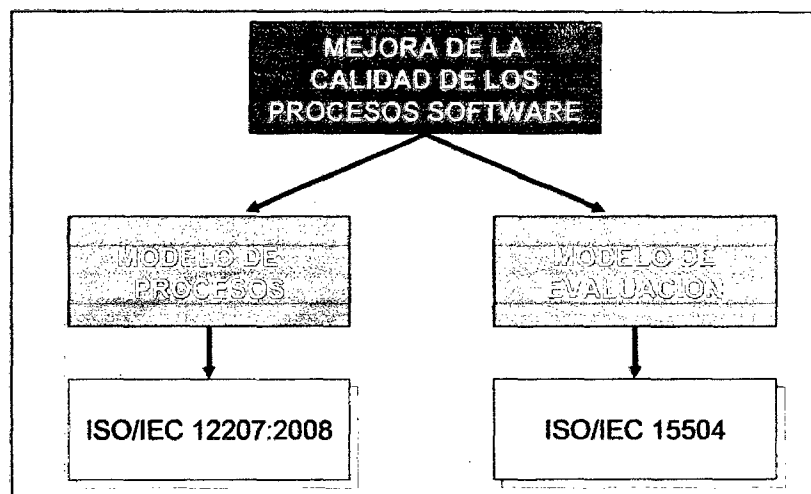 MEJORA DE LA
CALIDAD DE LOS
PROCESOS SOFTWARE
MODELO DE
PROCESOS
MODELO DE
EVALUACION
ISO/IEC 12207:2008
ISO/IEC 15504